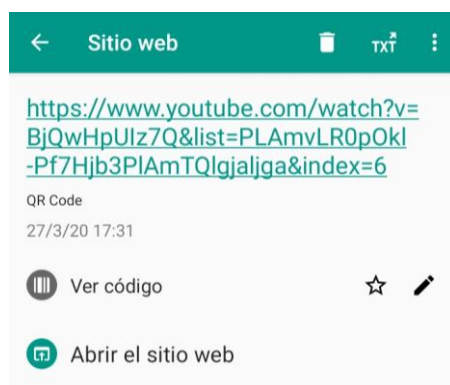 Sitio web
TXT
https://www.youtube.com/watch?v=
BjQwHpUIz7Q&list=PLAmvLR0pOkl
-Pf7Hjb3PlAmTQlgjaljga&index=6
QR Code
27/3/20 17:31
Ver código
Abrir el sitio web